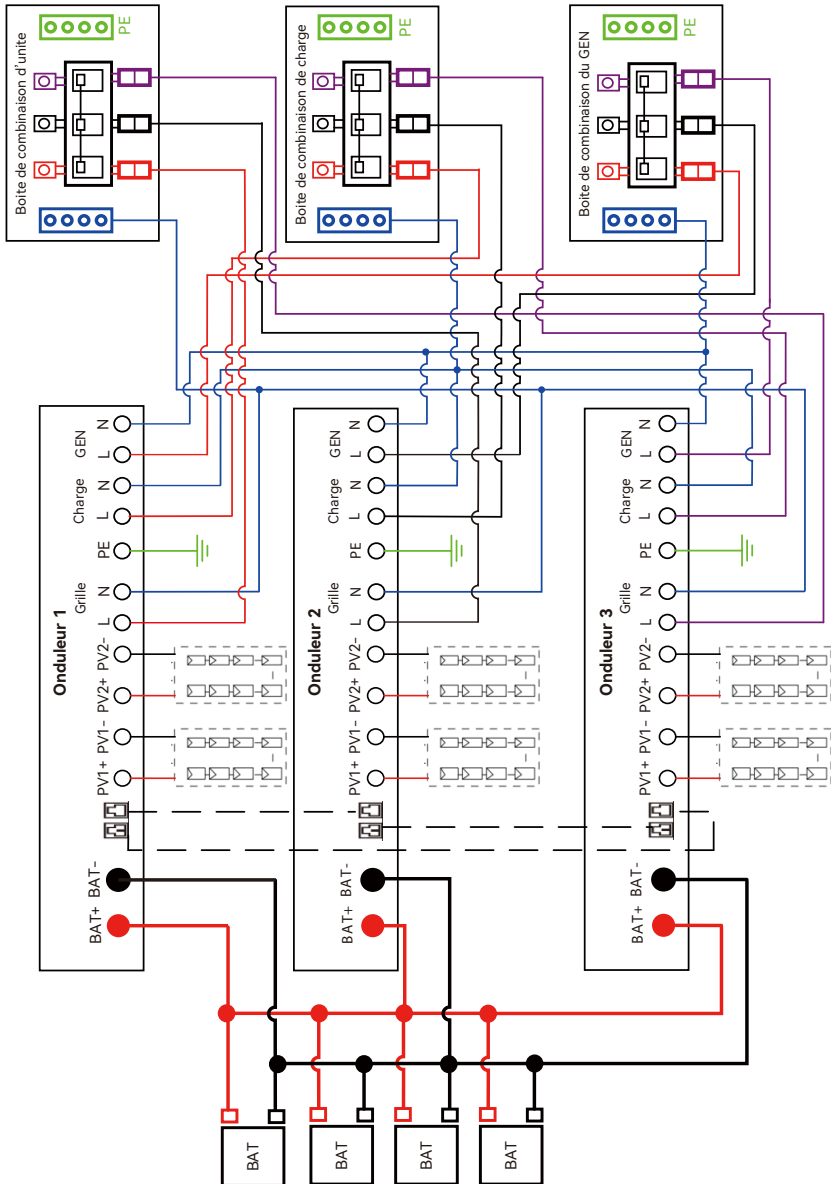 Boite de combinaison d'unite
PE
Boite de combinaison de charge
PE
Boite de combinaison du GEN
PE
Onduleur 1
BAT+
BAT-
PV1+
PV1-
PV2+
PV2-
Grille
L
N
PE
Charge
L
N
GEN
L
N
Onduleur 2
BAT+
BAT-
PV1+
PV1-
PV2+
PV2-
Grille
L
N
PE
Charge
L
N
GEN
L
N
Onduleur 3
BAT+
BAT-
PV1+
PV1-
PV2+
PV2-
Grille
L
N
PE
Charge
L
N
GEN
L
N
BAT
BAT
BAT
BAT